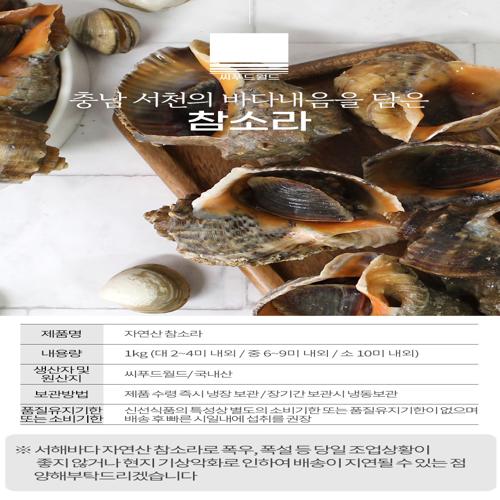 씨푸드월드
충남 서천의 바다내음을 담은
참소라
제품명 자연산 참소라
내용량 1kg (대 2~4미 내외 / 중 6~9미 내외 / 소 10미 내외)
생산자 및
원산지
씨푸드월드/국내산
보관방법 제품 수령 즉시 냉장 보관/장기간 보관시 냉동보관
품질유지기한
또는 소비기한
신선식품의 특성상 별도의 소비기한 또는 품질유지기한이 없으며
배송 후 빠른 시일내에 섭취를 권장
※ 서해바다 자연산 참소라로 폭우, 폭설 등 당일 조업상황이
좋지 않거나 현지 기상악화로 인하여 배송이 지연될 수 있는 점
양해부탁드리겠습니다